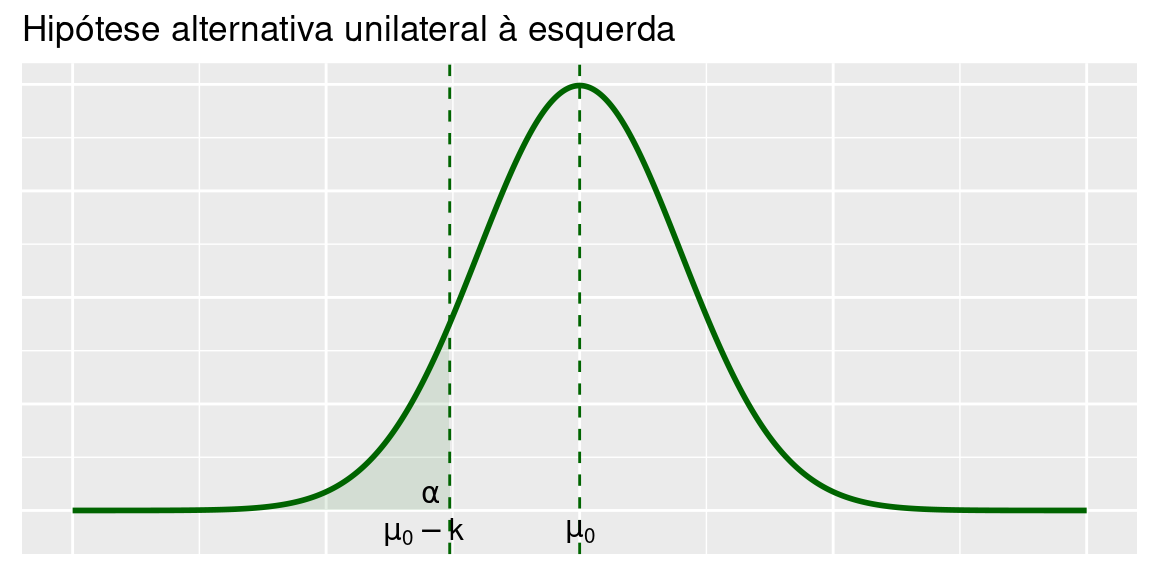 Hipótese alternativa unilateral à esquerda
α
μ₀ − k
μ₀